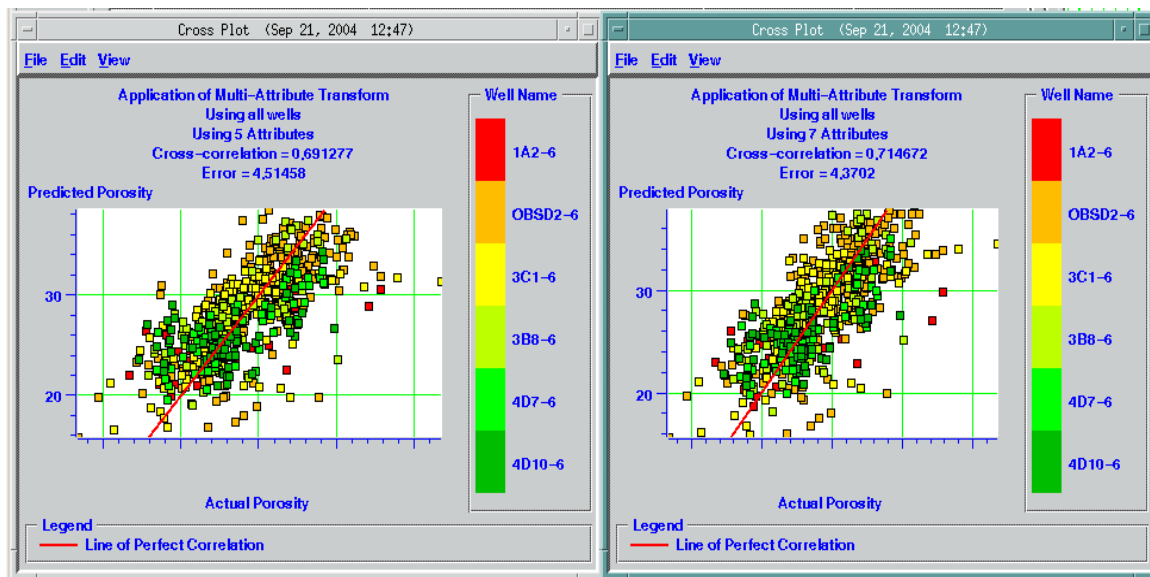 Cross Plot (Sep 21, 2004 12:47)
File Edit View
Application of Multi-Attribute Transform
Using all wells
Using 5 Attributes
Cross-correlation = 0,691277
Error = 4,51458
Predicted Porosity
30
20
Actual Porosity
Well Name
1A2-6
OBSD2-6
3C1-6
3B8-6
4D7-6
4D10-6
Legend
Line of Perfect Correlation
Cross Plot (Sep 21, 2004 12:47)
File Edit View
Application of Multi-Attribute Transform
Using all wells
Using 7 Attributes
Cross-correlation = 0,714672
Error = 4,3702
Predicted Porosity
30
20
Actual Porosity
Well Name
1A2-6
OBSD2-6
3C1-6
3B8-6
4D7-6
4D10-6
Legend
Line of Perfect Correlation